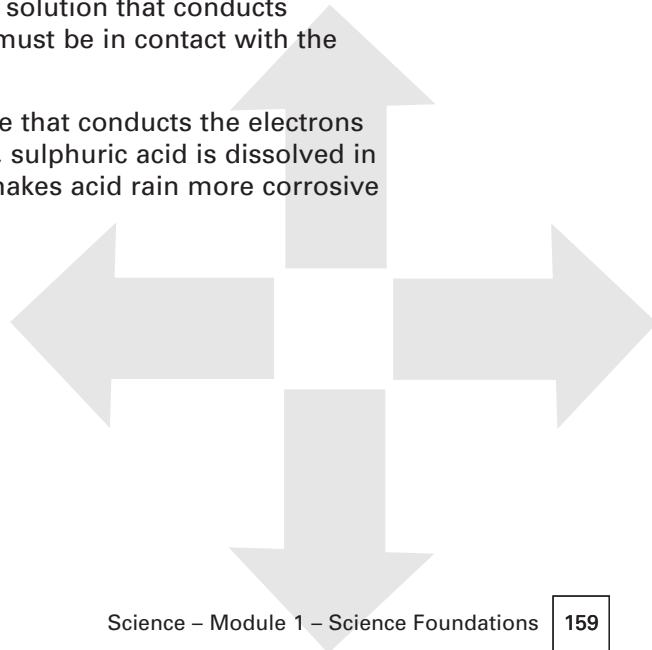 solution that conducts
must be in contact with the
e that conducts the electrons
sulphuric acid is dissolved in
makes acid rain more corrosive
Science – Module 1 – Science Foundations 159